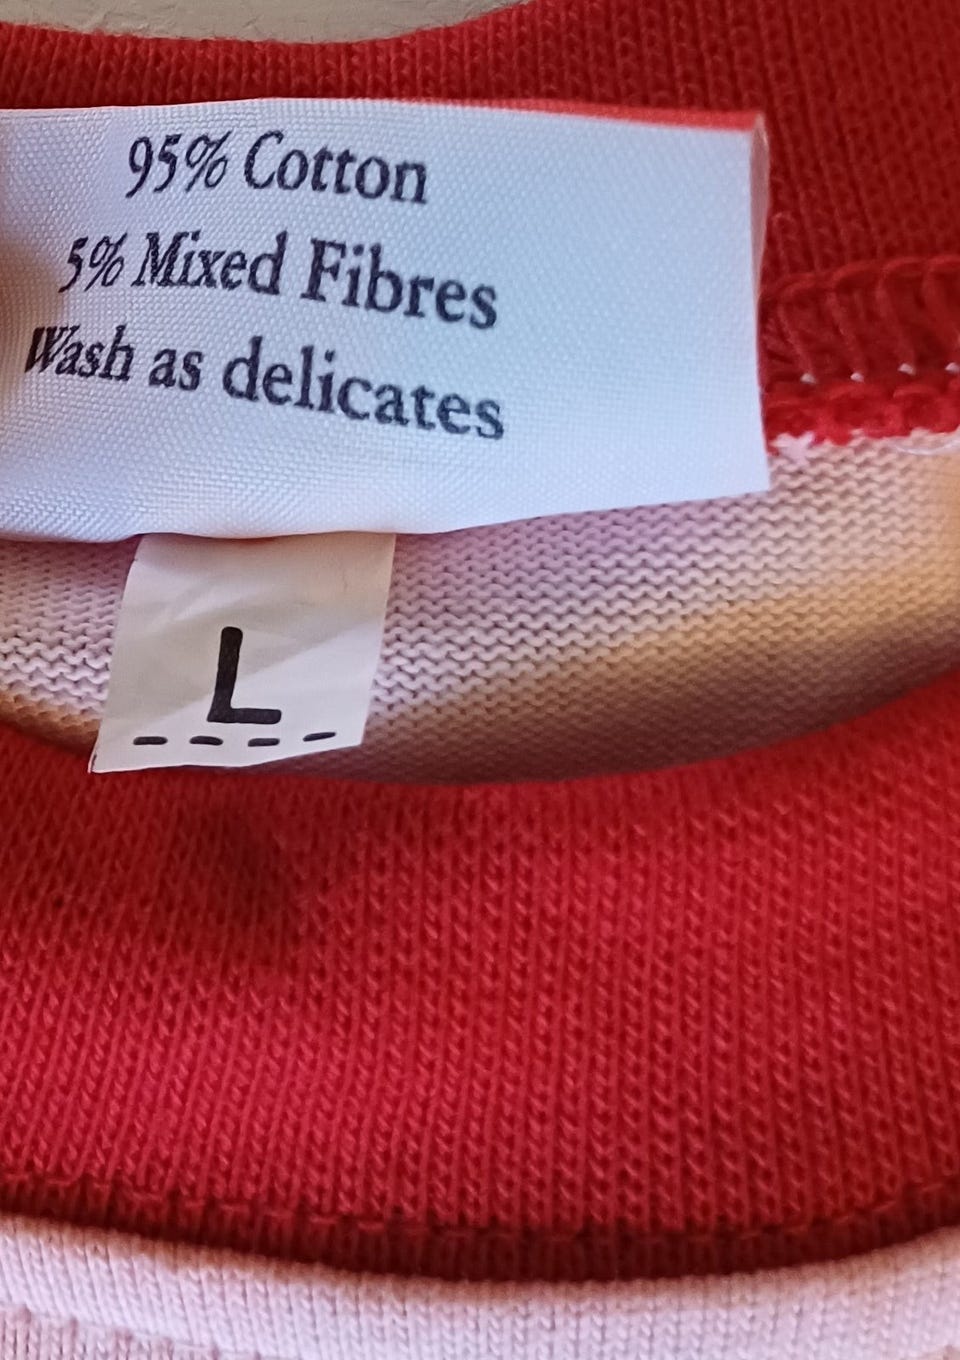 95% Cotton
5% Mixed Fibres
Wash as delicates
L